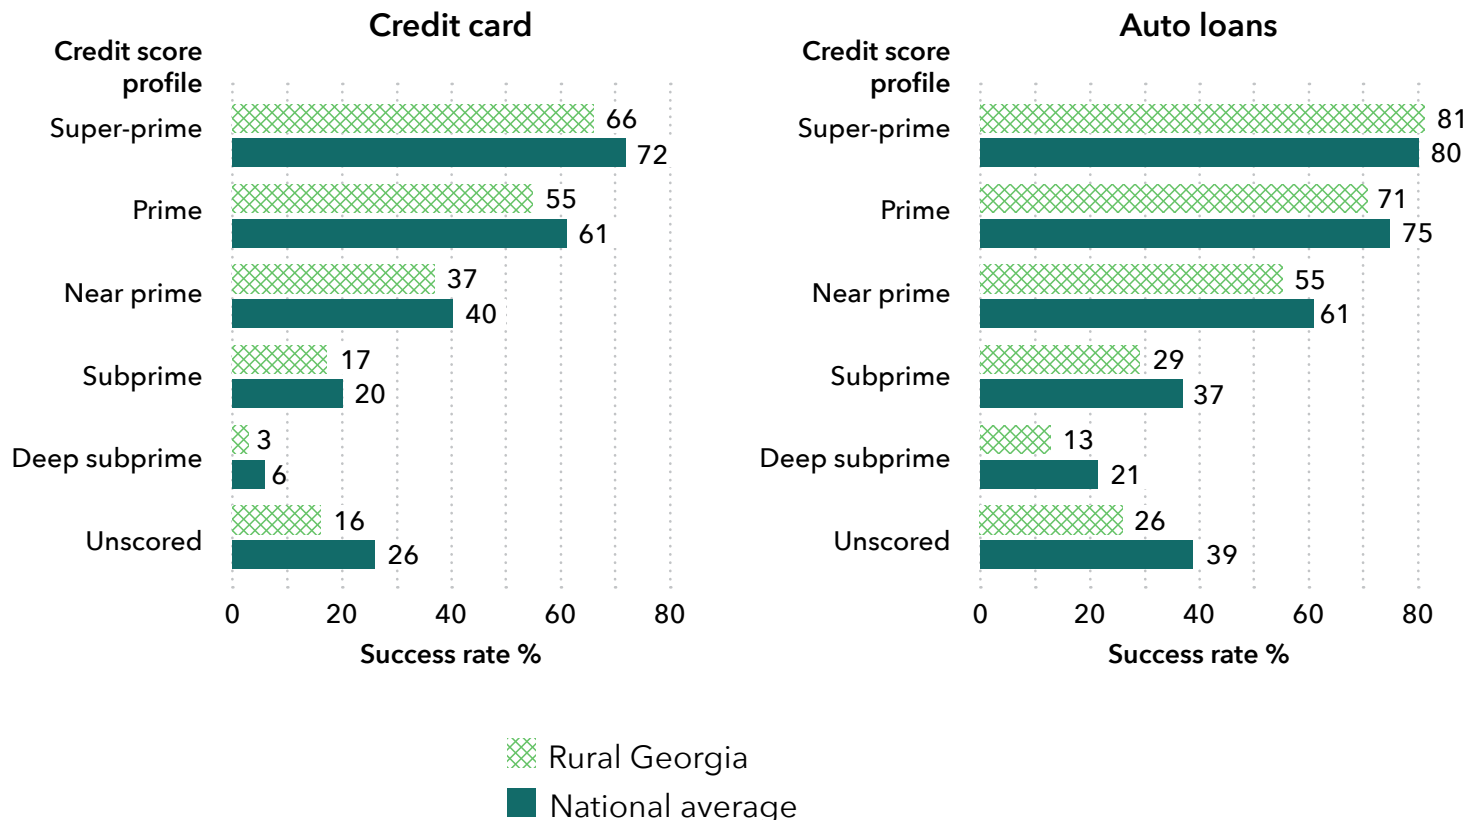 Credit card
Credit score
profile
Super-prime
66
72
Prime
55
61
Near prime
37
40
Subprime
17
20
Deep subprime
3
6
Unscored
16
26
0 20 40 60 80
Success rate %
Auto loans
Credit score
profile
Super-prime
81
80
Prime
71
75
Near prime
55
61
Subprime
29
37
Deep subprime
13
21
Unscored
26
39
0 20 40 60 80
Success rate %
Rural Georgia
National average